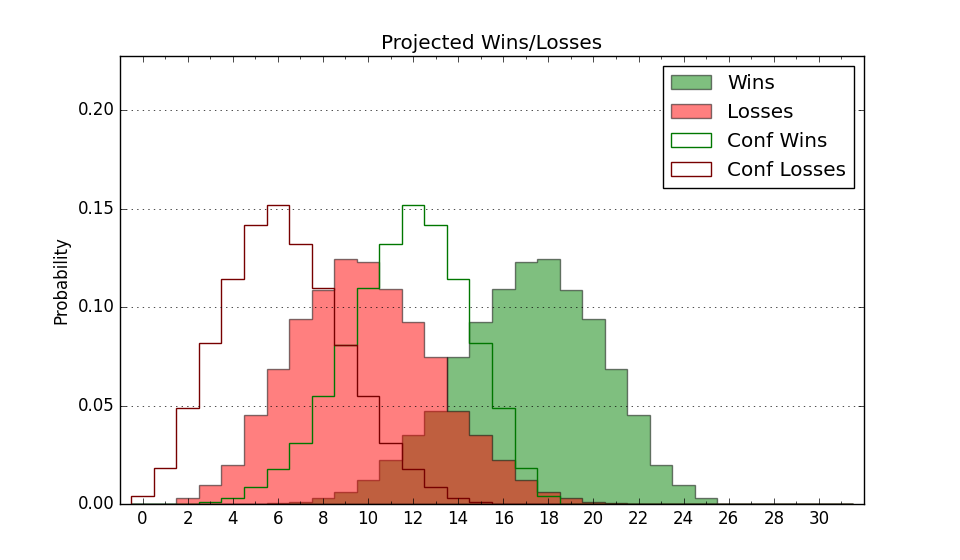 Projected Wins/Losses
Wins
Losses
Conf Wins
Conf Losses
0.20
0.15
0.10
0.05
0.00
Probability
0 2 4 6 8 10 12 14 16 18 20 22 24 26 28 30